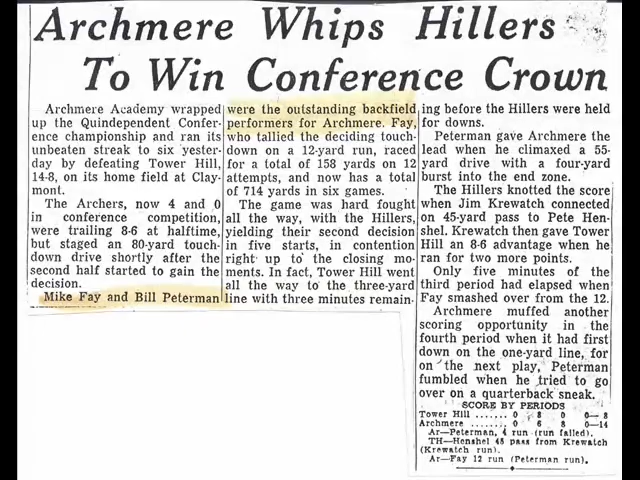 Archmere Whips Hillers
To Win Conference Crown
Archmere Academy wrapped
up the Quindependent Confer-
ence championship and ran its
unbeaten streak to six yester-
day by defeating Tower Hill,
14-8, on its home field at Clay-
mont.
The Archers, now 4 and 0
in conference competition,
were trailing 8-6 at halftime,
but staged an 80-yard touch-
down drive shortly after the
second half started to gain the
decision.
Mike Fay and Bill Peterman
were the outstanding backfield
performers for Archmere. Fay,
who tallied the deciding touch-
down on a 12-yard run, raced
for a total of 158 yards on 12
attempts, and now has a total
of 714 yards in six games.
The game was hard fought
all the way, with the Hillers,
yielding their second decision
in five starts, in contention
right up to the closing mo-
ments. In fact, Tower Hill went
all the way to the three-yard
line with three minutes remain-
ing before the Hillers were held
for downs.
Peterman gave Archmere the
lead when he climaxed a 55-
yard drive with a four-yard
burst into the end zone.
The Hillers knotted the score
when Jim Krewatch connected
on 45-yard pass to Pete Hen-
shel. Krewatch then gave Tower
Hill an 8-6 advantage when he
ran for two more points.
Only five minutes of the
third period had elapsed when
Fay smashed over from the 12.
Archmere muffed another
scoring opportunity in the
fourth period when it had first
down on the one-yard line, for
on the next play, Peterman
fumbled when he tried to go
over on a quarterback sneak.
SCORE BY PERIODS
Tower Hill ....... 0 8 0 0— 8
Archmere ........ 0 6 8 0—14
Ar—Peterman, 4 run (run failed).
TH—Henshel 45 pass from Krewatch
(Krewatch run).
Ar—Fay 12 run (Peterman run).